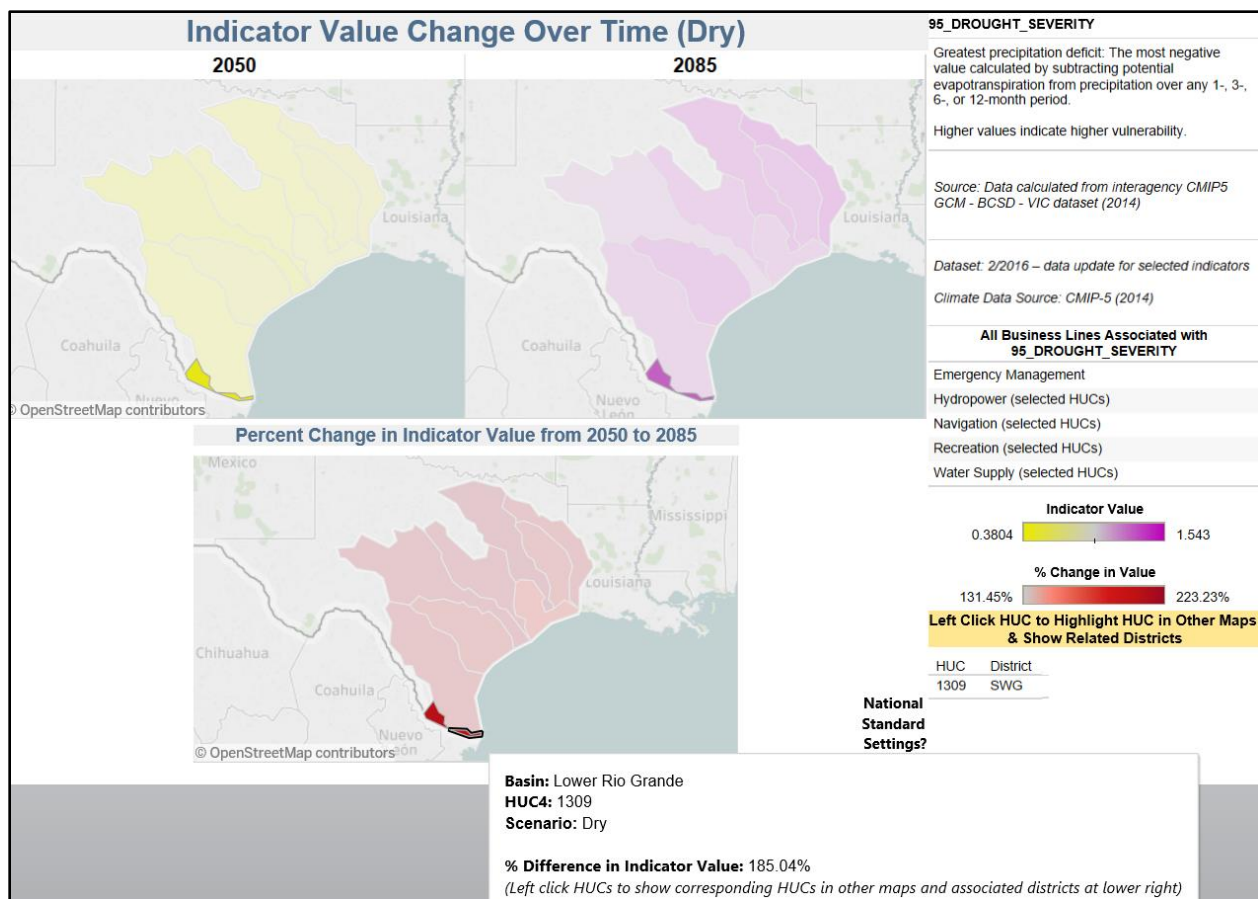 Indicator Value Change Over Time (Dry)
2050
2085
Louisiana
Coahuila
Nuevo
© OpenStreetMap contributors
Louisiana
Coahuila
Nuevo
León
Percent Change in Indicator Value from 2050 to 2085
Mexico
Mississippi
Louisiana
Chihuahua
Coahuila
Nuevo
León
© OpenStreetMap contributors
95_DROUGHT_SEVERITY
Greatest precipitation deficit: The most negative
value calculated by subtracting potential
evapotranspiration from precipitation over any 1-, 3-,
6-, or 12-month period.
Higher values indicate higher vulnerability.
Source: Data calculated from interagency CMIP5
GCM - BCSD - VIC dataset (2014)
Dataset: 2/2016 – data update for selected indicators
Climate Data Source: CMIP-5 (2014)
All Business Lines Associated with
95_DROUGHT_SEVERITY
Emergency Management
Hydropower (selected HUCs)
Navigation (selected HUCs)
Recreation (selected HUCs)
Water Supply (selected HUCs)
Indicator Value
0.3804 1.543
% Change in Value
131.45% 223.23%
Left Click HUC to Highlight HUC in Other Maps
& Show Related Districts
HUC District
1309 SWG
National
Standard
Settings?
Basin: Lower Rio Grande
HUC4: 1309
Scenario: Dry
% Difference in Indicator Value: 185.04%
(Left click HUCs to show corresponding HUCs in other maps and associated districts at lower right)